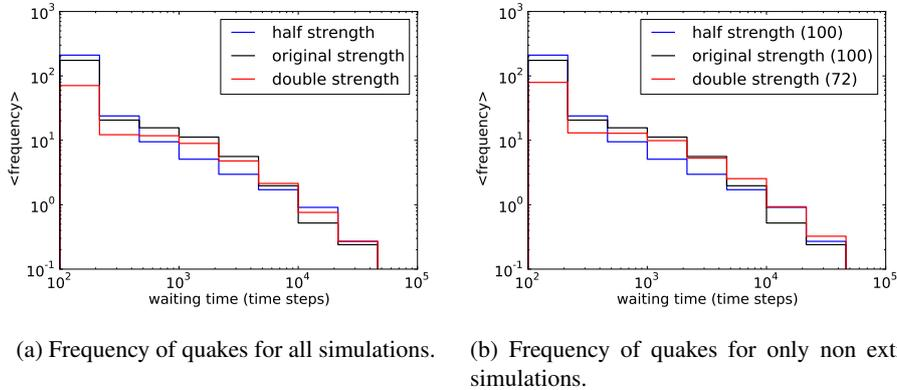 10^3
10^2
10^1
10^0
10^-1
<frequency>
half strength
original strength
double strength
10^2 10^3 10^4 10^5
waiting time (time steps)
10^3
10^2
10^1
10^0
10^-1
<frequency>
half strength (100)
original strength (100)
double strength (72)
10^2 10^3 10^4 10^5
waiting time (time steps)
(a) Frequency of quakes for all simulations.
(b) Frequency of quakes for only non
simulations.